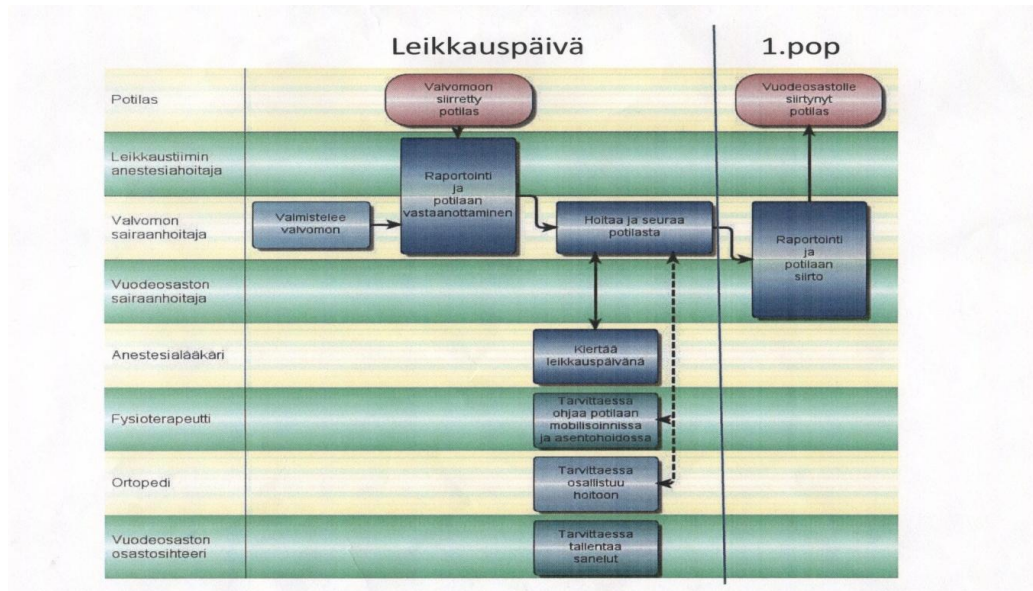 Leikkauspäivä
1.pop
Potilas
Valvomoon
siirretty
potilas
Vuodeosastolle
siirtynyt
potilas
Leikkaustiimin
anestesiahoitaja
Raportointi
ja
potilaan
vastaanottaminen
Valvomon
sairaanhoitaja
Valmistelee
valvomon
Hoitaa ja seuraa
potilasta
Raportointi
ja
potilaan
siirto
Vuodeosaston
sairaanhoitaja
Anestesialääkäri
Kiertää
leikkauspäivänä
Fysioterapeutti
Tarvittaessa
ohjaa potilaan
mobilisoinnissa
ja asentohoidossa
Ortopedi
Tarvittaessa
osallistuu
hoitoon
Vuodeosaston
osastosihteeri
Tarvittaessa
tallentaa
sanelut